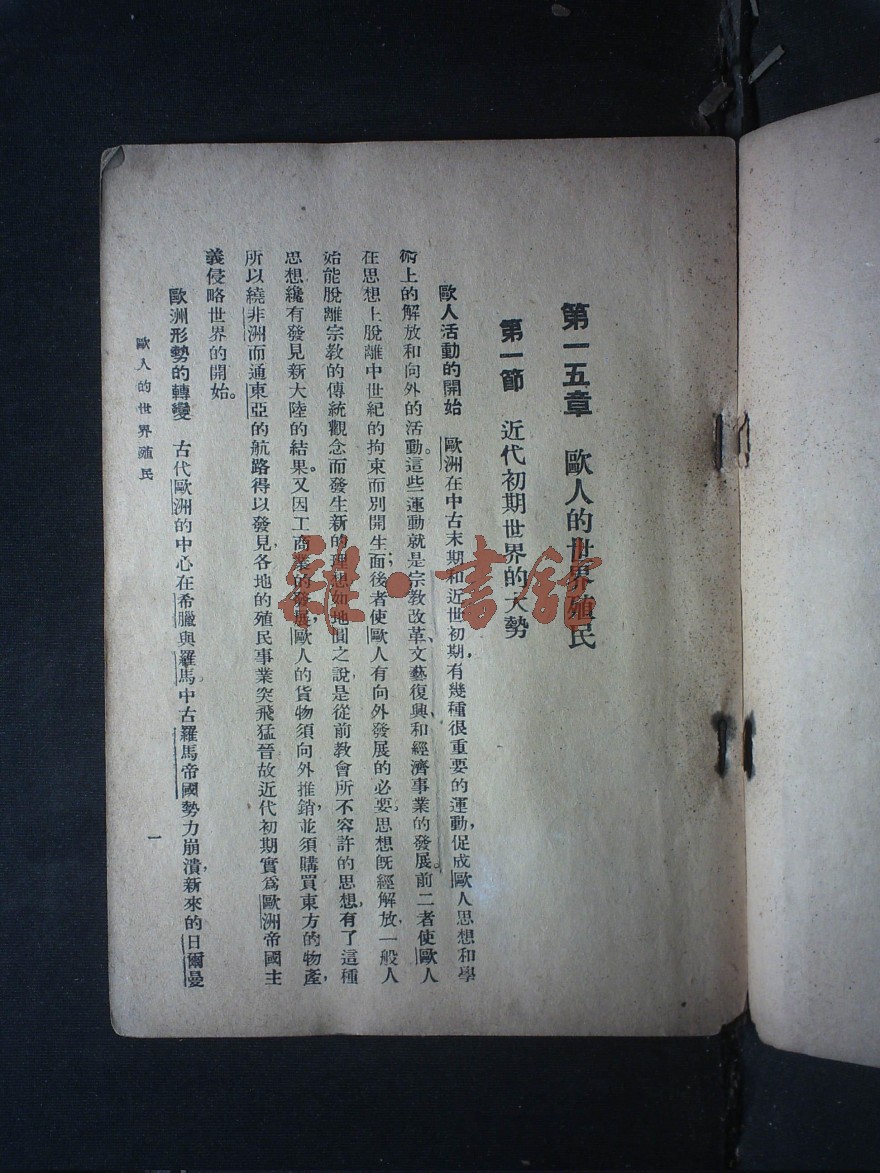 第一五章　歐人的世界殖民
第一節　近代初期世界的大勢
歐人活動的開始　歐洲在中古末期和近世初期，有幾種很重要的運動，促成歐人思想和學
術上的解放和向外的活動。這些運動就是宗教改革、文藝復興、和經濟事業的發展。前二者使歐人
在思想上脫離中世紀的拘束而別開生面；後者使歐人有向外發展的必要。思想既經解放，一般人
始能脫離宗教的傳統觀念而發生新的理想，如地圓之說，是從前教會所不容許的思想，有了這種
思想纔有發見新大陸的結果。又因工商業的發展，歐人的貨物須向外推銷，並須購買東方的物產，
所以繞非洲而通東亞的航路得以發見，各地的殖民事業突飛猛晉。故近代初期實爲歐洲帝國主
義侵略世界的開始。
歐洲形勢的轉變　古代歐洲的中心在希臘與羅馬。中古羅馬帝國勢力崩潰，新來的日爾曼
歐人的世界殖民
一
雜·書館